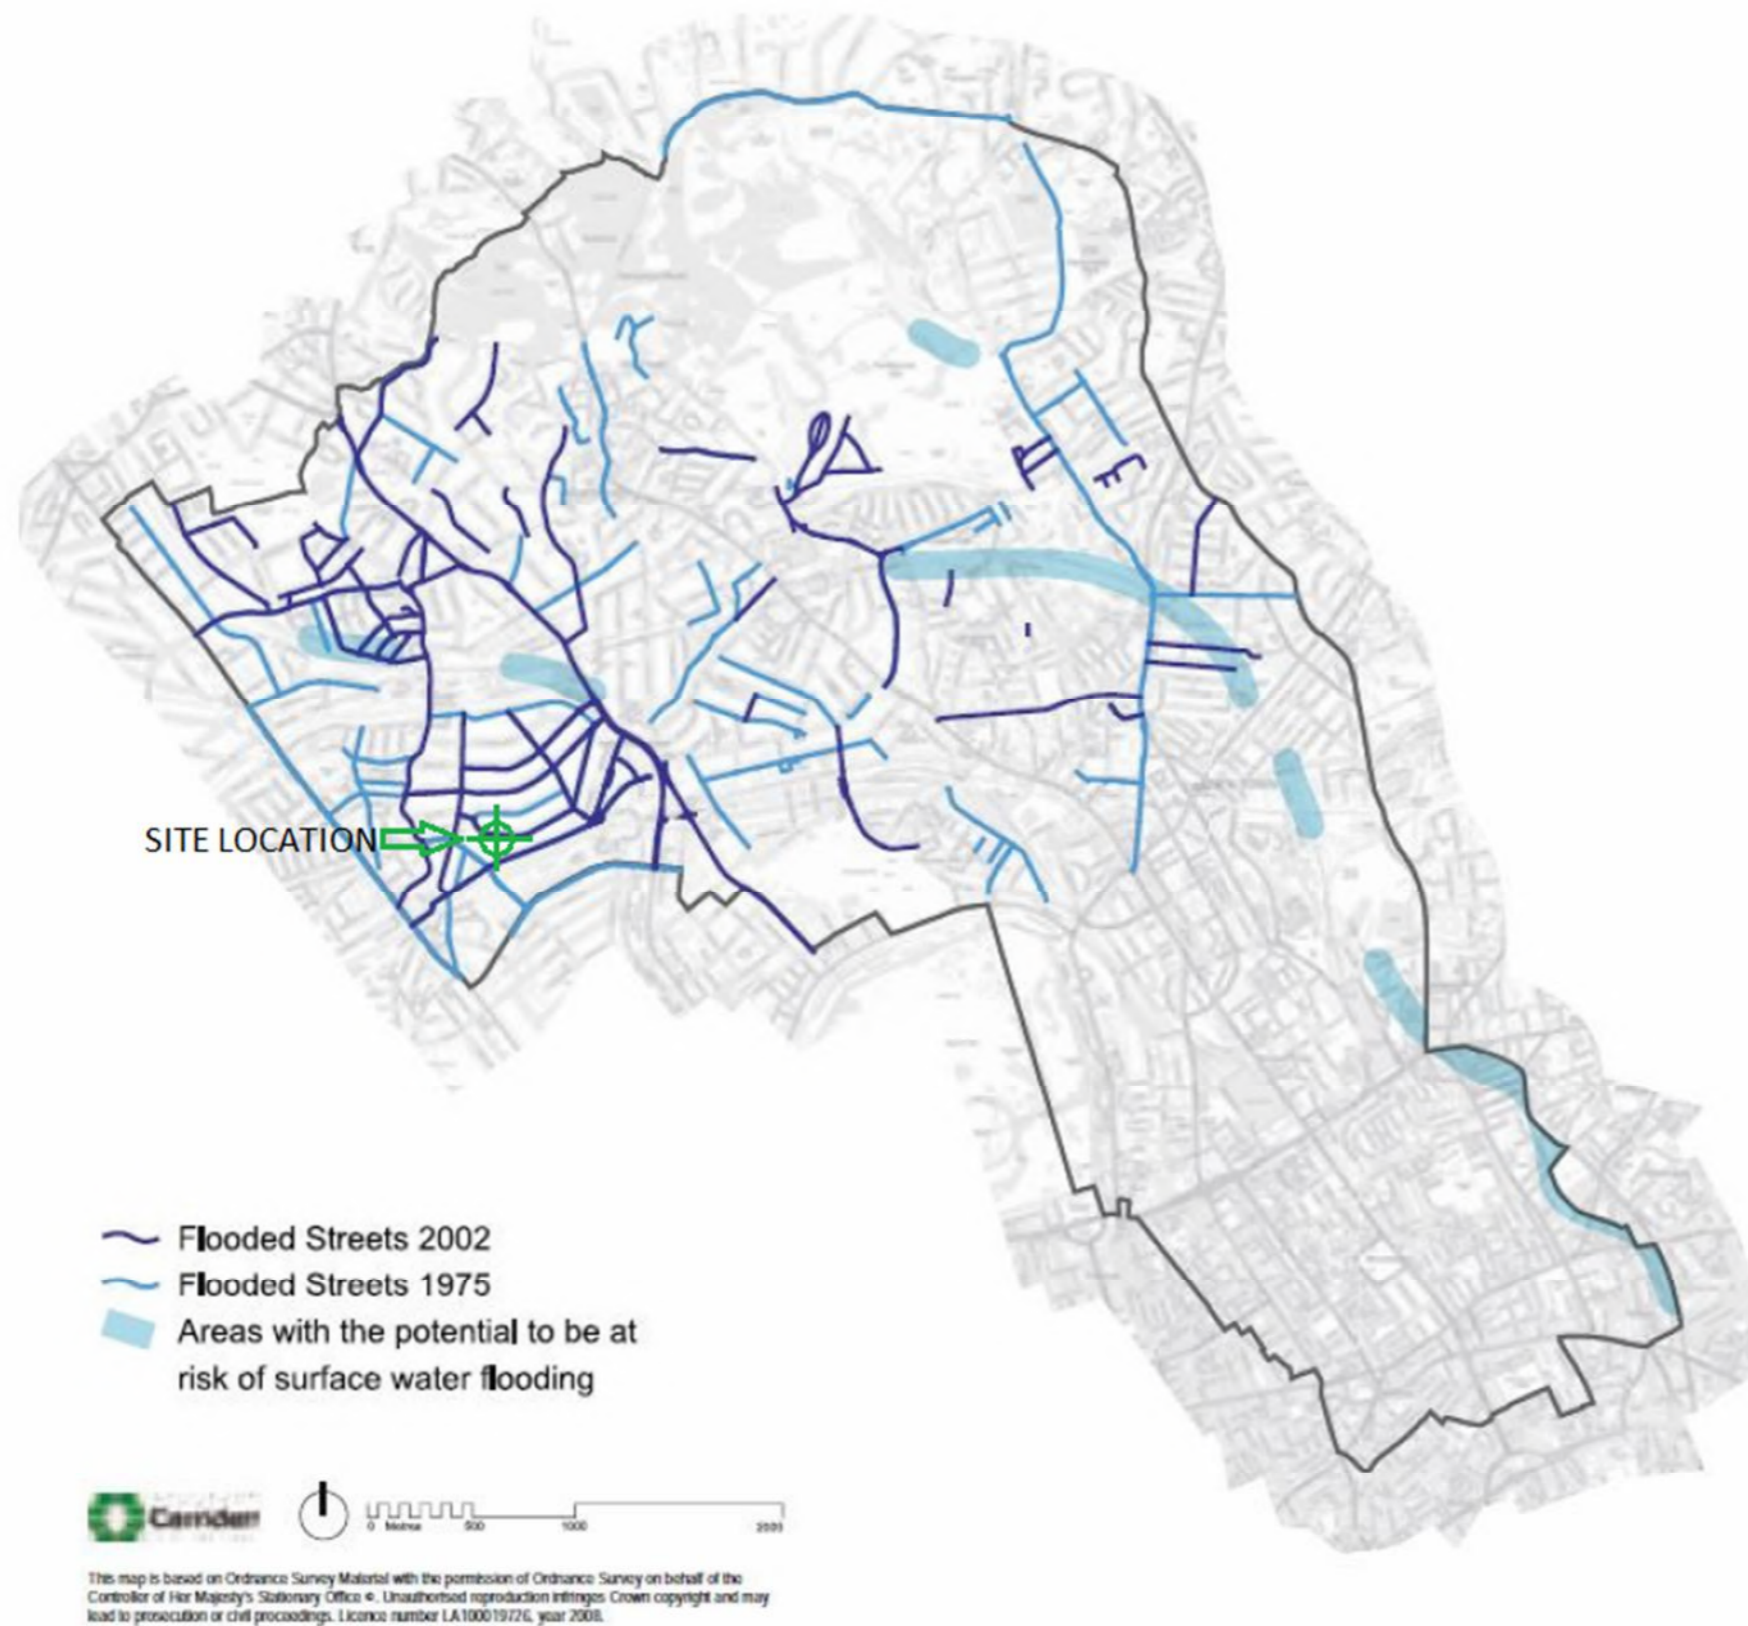 SITE LOCATION
Flooded Streets 2002
Flooded Streets 1975
Areas with the potential to be at
risk of surface water flooding
Camden
0 Metres 500 1000 2000
This map is based on Ordnance Survey Material with the permission of Ordnance Survey on behalf of the
Controller of Her Majesty's Stationary Office ©. Unauthorised reproduction infringes Crown copyright and may
lead to prosecution or civil proceedings. Licence number LA100019726, year 2008.